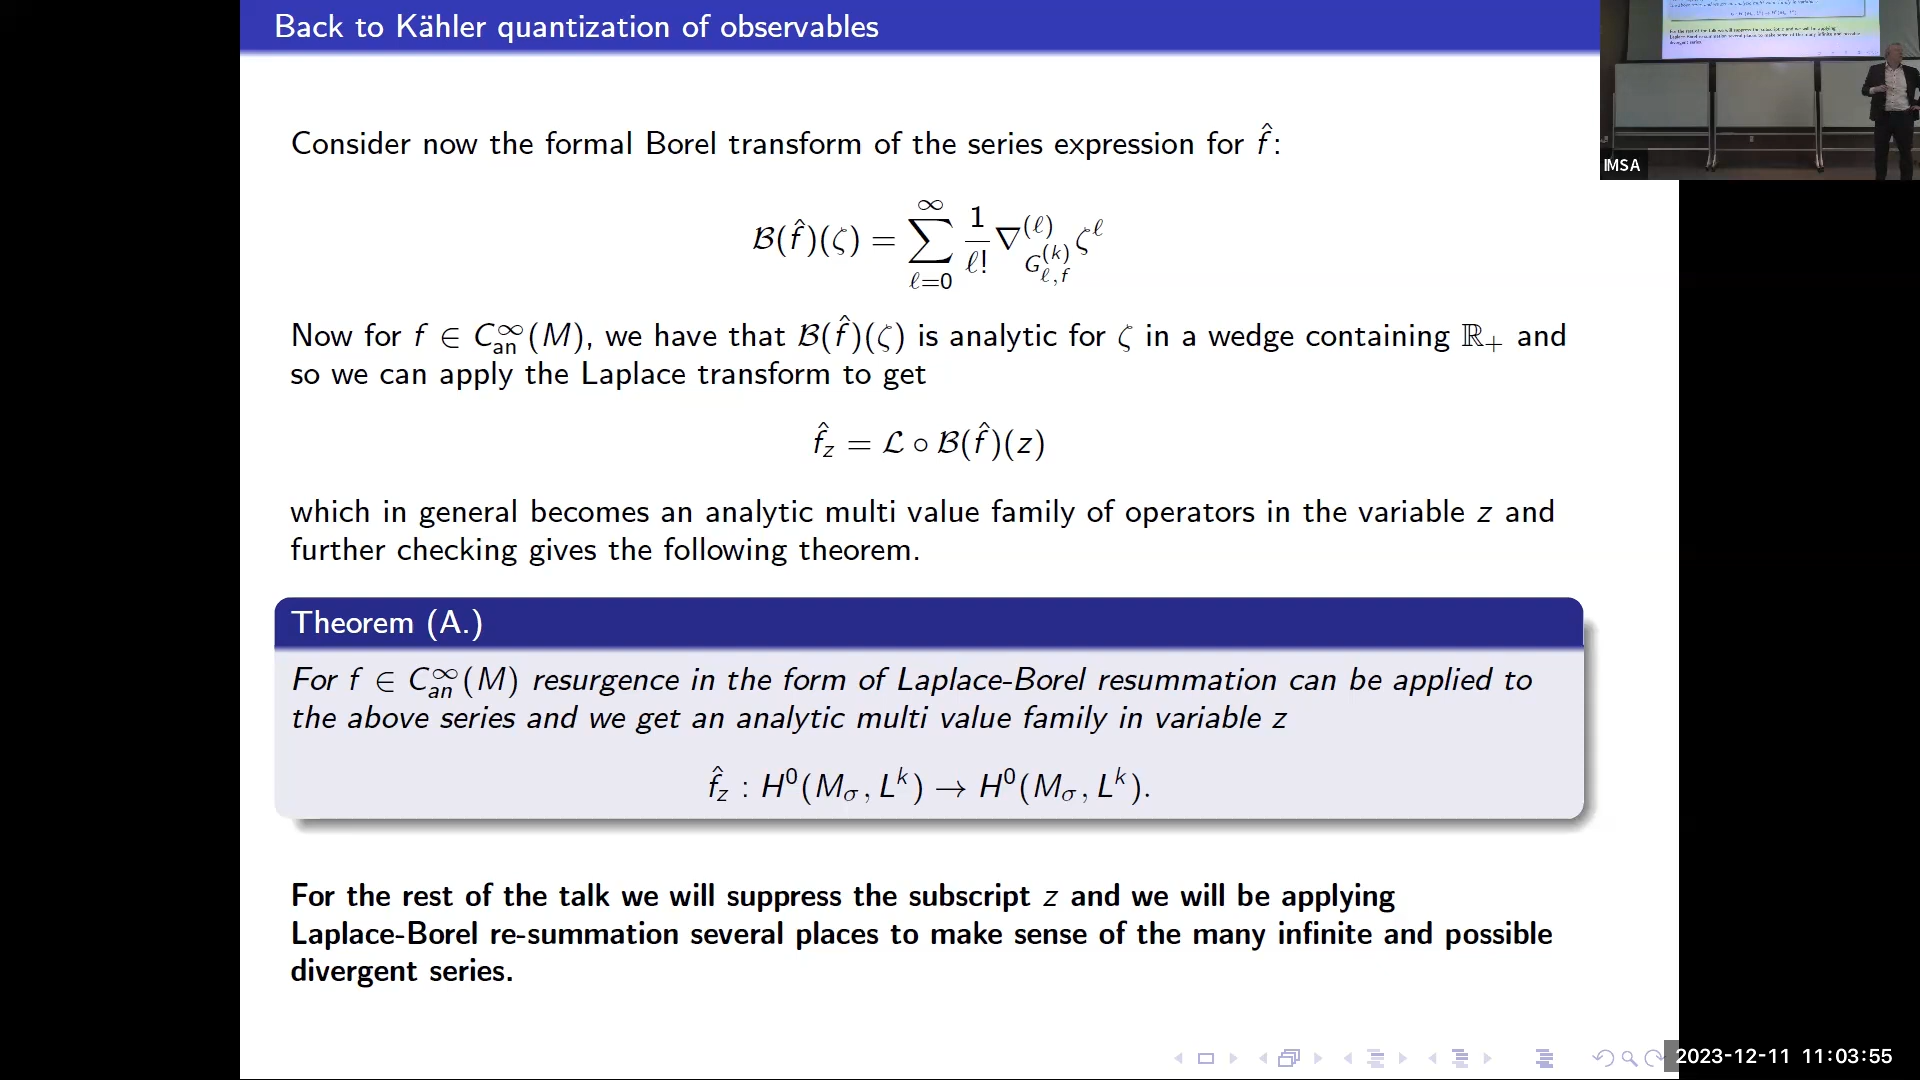 Back to Kähler quantization of observables
IMSA
Consider now the formal Borel transform of the series expression for f̂:
ℬ(f̂)(ζ) = ∑_{ℓ=0}^{∞} 1/ℓ! ∇^{(ℓ)}_{G^{(k)}_{ℓ,f}} ζ^ℓ
Now for f ∈ C^∞_an(M), we have that ℬ(f̂)(ζ) is analytic for ζ in a wedge containing ℝ₊ and
so we can apply the Laplace transform to get
f̂_z = ℒ ∘ ℬ(f̂)(z)
which in general becomes an analytic multi value family of operators in the variable z and
further checking gives the following theorem.
Theorem (A.)
For f ∈ C^∞_an(M) resurgence in the form of Laplace-Borel resummation can be applied to
the above series and we get an analytic multi value family in variable z
f̂_z : H⁰(M_σ, L^k) → H⁰(M_σ, L^k).
For the rest of the talk we will suppress the subscript z and we will be applying
Laplace-Borel re-summation several places to make sense of the many infinite and possible
divergent series.
2023-12-11 11:03:55